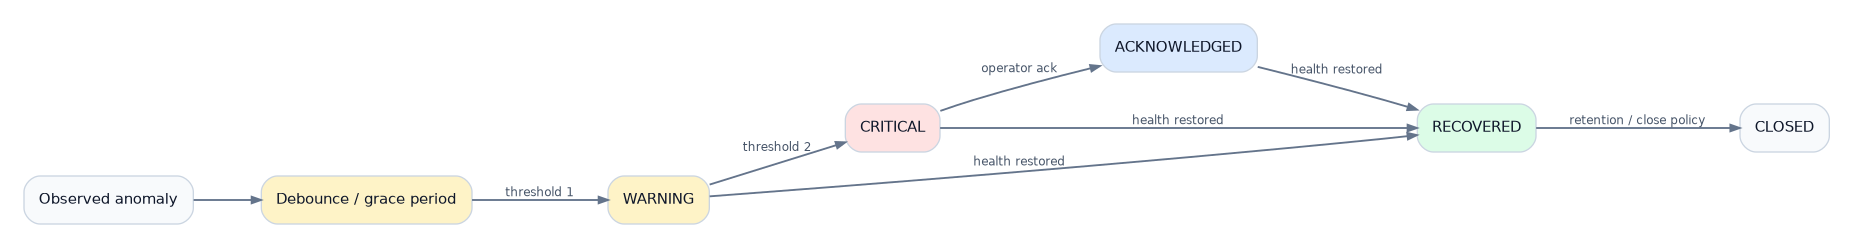 Observed anomaly
Debounce / grace period
threshold 1
WARNING
threshold 2
health restored
CRITICAL
operator ack
health restored
ACKNOWLEDGED
health restored
RECOVERED
retention / close policy
CLOSED